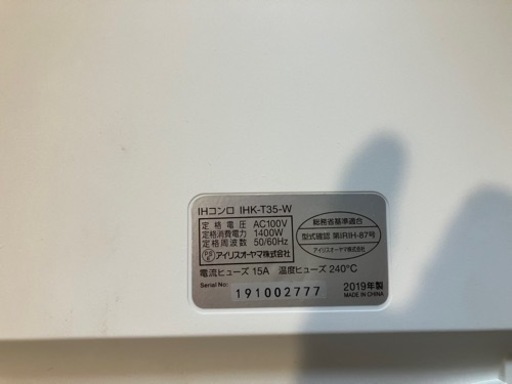 IHコンロ IHK-T35-W
定格電圧 AC100V
定格消費電力 1400W
定格周波数 50/60Hz
PSE アイリスオーヤマ株式会社
総務省基準適合
型式確認 第IRIH-87号
アイリスオーヤマ株式会社
電流ヒューズ 15A 温度ヒューズ 240°C
Serial No: 191002777
2019年製
MADE IN CHINA